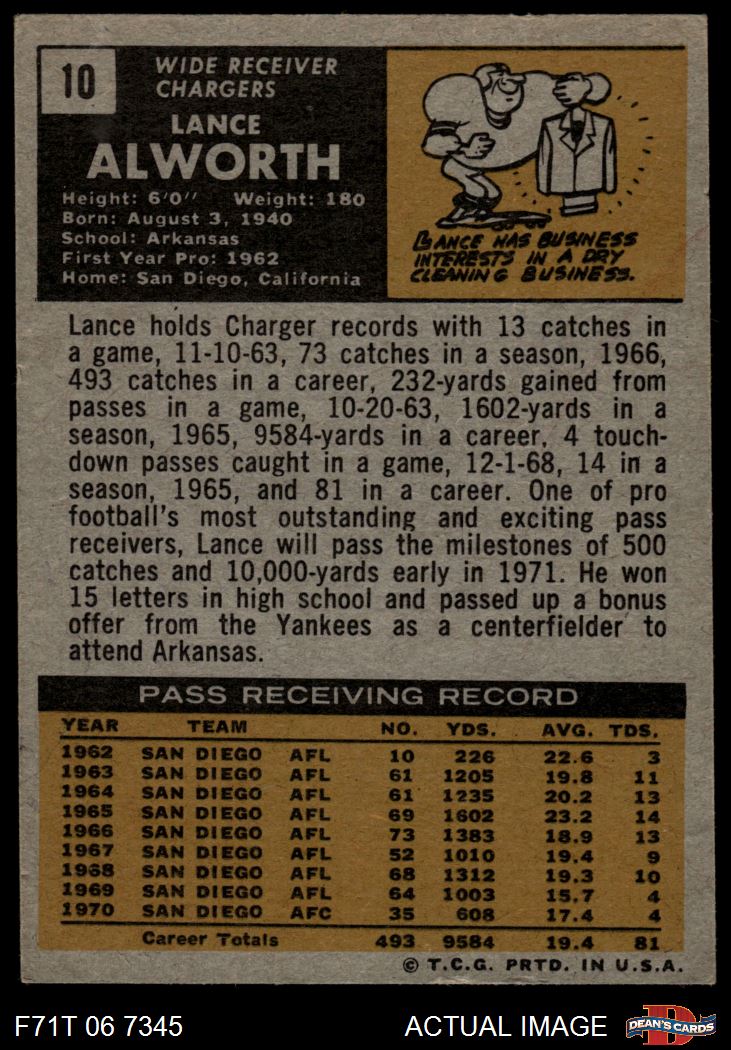 10
WIDE RECEIVER
CHARGERS
LANCE
ALWORTH
Height: 6'0" Weight: 180
Born: August 3, 1940
School: Arkansas
First Year Pro: 1962
Home: San Diego, California
LANCE HAS BUSINESS
INTERESTS IN A DRY
CLEANING BUSINESS.
Lance holds Charger records with 13 catches in
a game, 11-10-63, 73 catches in a season, 1966,
493 catches in a career, 232-yards gained from
passes in a game, 10-20-63, 1602-yards in a
season, 1965, 9584-yards in a career, 4 touch-
down passes caught in a game, 12-1-68, 14 in a
season, 1965, and 81 in a career. One of pro
football's most outstanding and exciting pass
receivers, Lance will pass the milestones of 500
catches and 10,000-yards early in 1971. He won
15 letters in high school and passed up a bonus
offer from the Yankees as a centerfielder to
attend Arkansas.
PASS RECEIVING RECORD
YEAR TEAM NO. YDS. AVG. TDS.
1962 SAN DIEGO AFL 10 226 22.6 3
1963 SAN DIEGO AFL 61 1205 19.8 11
1964 SAN DIEGO AFL 61 1235 20.2 13
1965 SAN DIEGO AFL 69 1602 23.2 14
1966 SAN DIEGO AFL 73 1383 18.9 13
1967 SAN DIEGO AFL 52 1010 19.4 9
1968 SAN DIEGO AFL 68 1312 19.3 10
1969 SAN DIEGO AFL 64 1003 15.7 4
1970 SAN DIEGO AFC 35 608 17.4 4
Career Totals 493 9584 19.4 81
© T.C.G. PRTD. IN U.S.A.
F71T 06 7345 ACTUAL IMAGE D DEAN'S CARDS